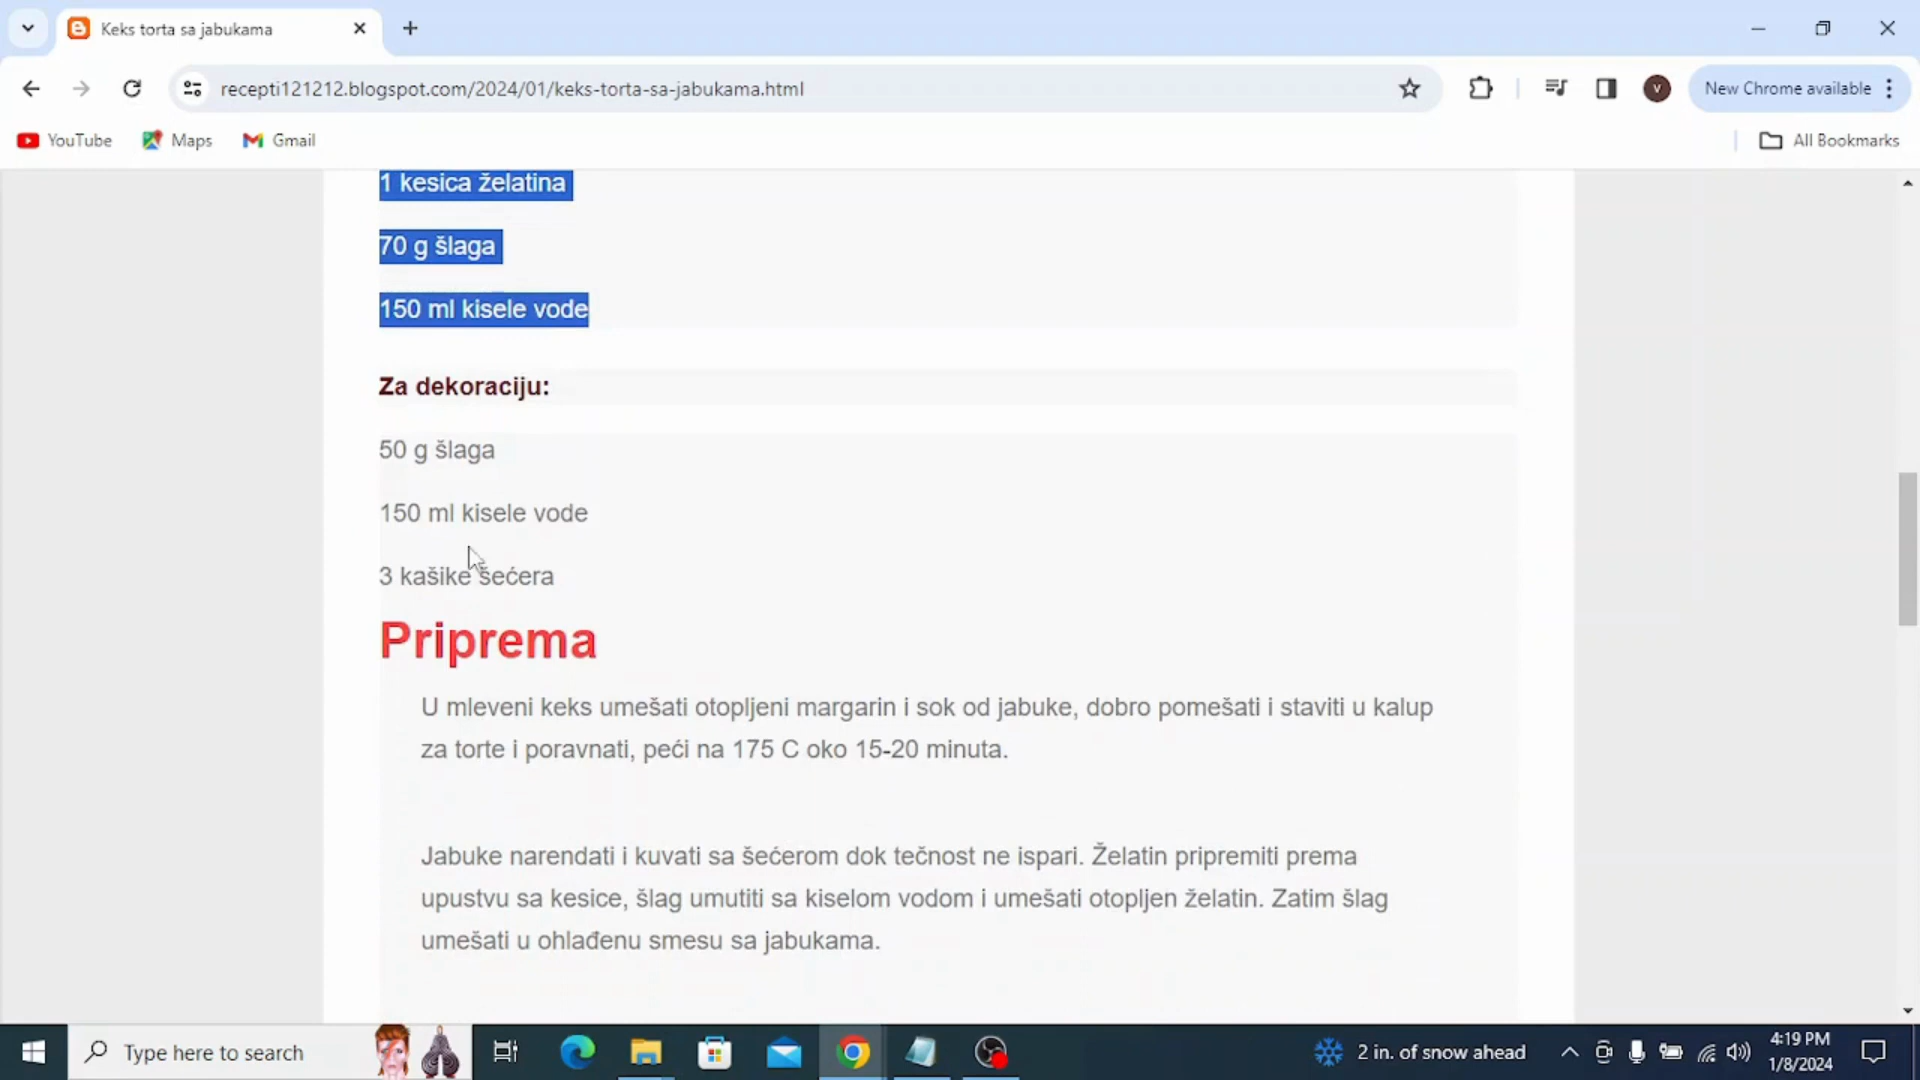 Keks torta sa jabukama
recepti121212.blogspot.com/2024/01/keks-torta-sa-jabukama.html
V
New Chrome available
YouTube
Maps
Gmail
All Bookmarks
1 kesica želatina
70 g šlaga
150 ml kisele vode
Za dekoraciju:
50 g šlaga
150 ml kisele vode
3 kašike šećera
Priprema
U mleveni keks umešati otopljeni margarin i sok od jabuke, dobro pomešati i staviti u kalup
za torte i poravnati, peći na 175 C oko 15-20 minuta.
Jabuke narendati i kuvati sa šećerom dok tečnost ne ispari. Želatin pripremiti prema
upustvu sa kesice, šlag umutiti sa kiselom vodom i umešati otopljen želatin. Zatim šlag
umešati u ohlađenu smesu sa jabukama.
Type here to search
2 in. of snow ahead
4:19 PM
1/8/2024